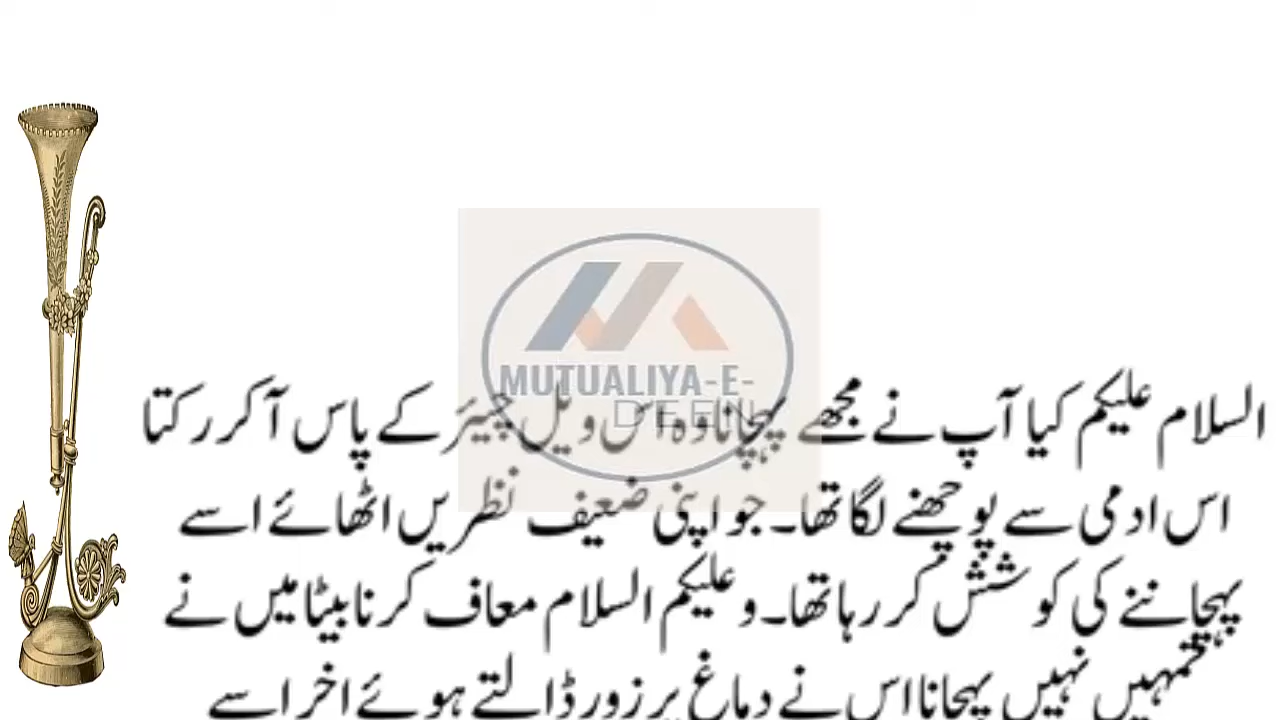 MUTUALIYA-E-
DEEN
السلام علیکم کیا آپ نے مجھے پہچانا وہ اس ویل چیئر کے پاس آ کر رکتا
اس ادمی سے پوچھنے لگا تھا۔ جو اپنی ضعیف نظریں اٹھائے اسے
پہچاننے کی کوشش کر رہا تھا۔ وعلیکم السلام معاف کرنا بیٹا میں نے
تمہیں نہیں پہچانا اس نے دماغ پر زور ڈالتے ہوئے اخر اسے